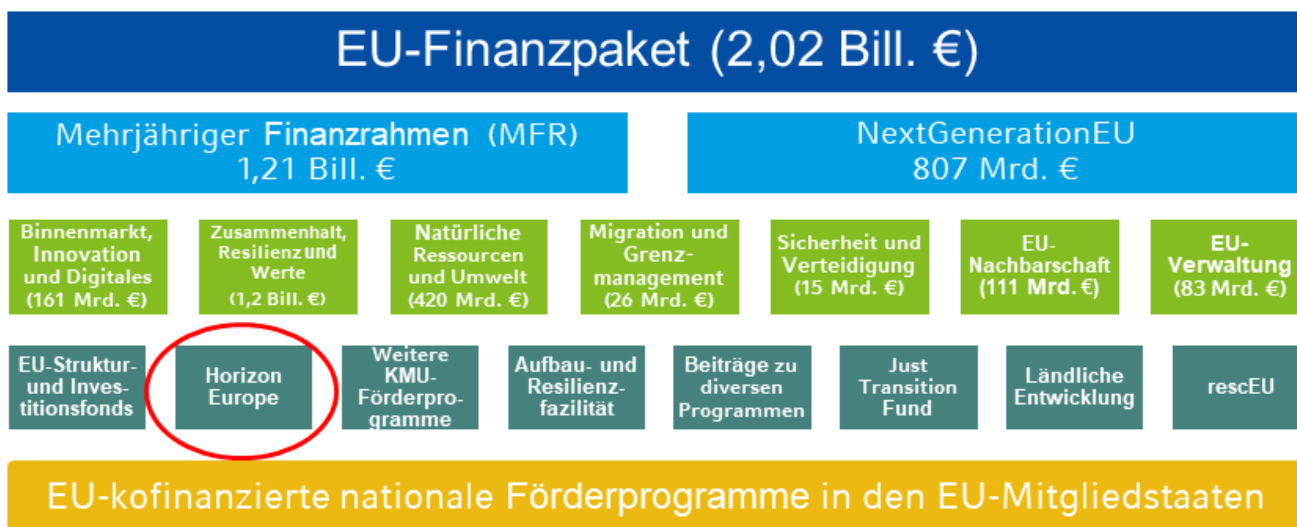 EU-Finanzpaket (2,02 Bill. €)
Mehrjähriger Finanzrahmen (MFR)
1,21 Bill. €
NextGenerationEU
807 Mrd. €
Binnenmarkt,
Innovation
und Digitales
(161 Mrd. €)
Zusammenhalt,
Resilienz und
Werte
(1,2 Bill. €)
Natürliche
Ressourcen
und Umwelt
(420 Mrd. €)
Migration und
Grenz-
management
(26 Mrd. €)
Sicherheit und
Verteidigung
(15 Mrd. €)
EU-
Nachbarschaft
(111 Mrd. €)
EU-
Verwaltung
(83 Mrd. €)
EU-Struktur-
und Inves-
titionsfonds
Horizon
Europe
Weitere
KMU-
Förderpro-
gramme
Aufbau- und
Resilienz-
fazilität
Beiträge zu
diversen
Programmen
Just
Transition
Fund
Ländliche
Entwicklung
rescEU
EU-kofinanzierte nationale Förderprogramme in den EU-Mitgliedstaaten